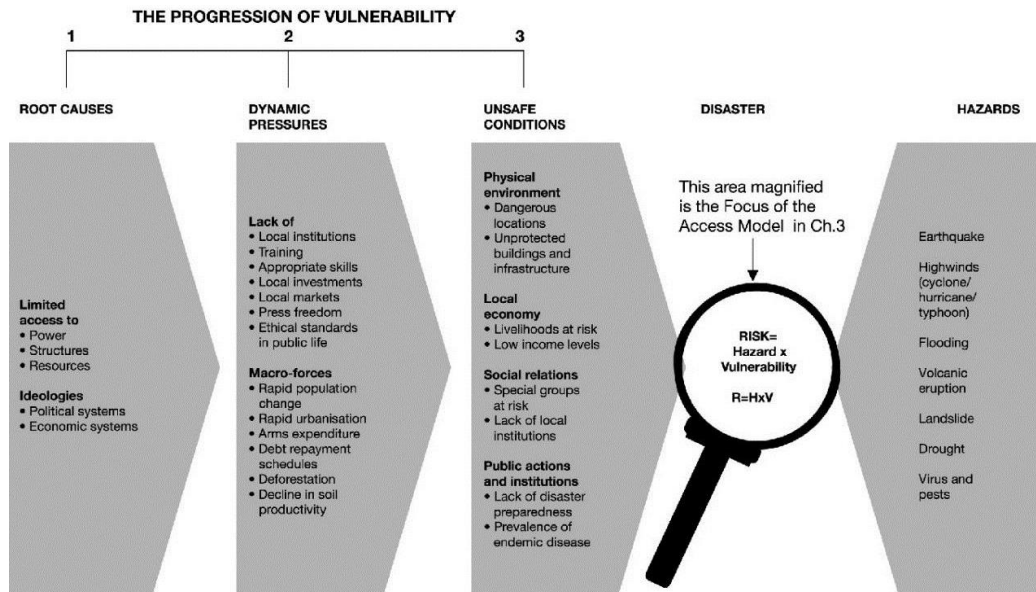 THE PROGRESSION OF VULNERABILITY
1
2
3
ROOT CAUSES
Limited
access to
• Power
• Structures
• Resources
Ideologies
• Political systems
• Economic systems
DYNAMIC
PRESSURES
Lack of
• Local institutions
• Training
• Appropriate skills
• Local investments
• Local markets
• Press freedom
• Ethical standards
in public life
Macro-forces
• Rapid population
change
• Rapid urbanisation
• Arms expenditure
• Debt repayment
schedules
• Deforestation
• Decline in soil
productivity
UNSAFE
CONDITIONS
Physical
environment
• Dangerous
locations
• Unprotected
buildings and
infrastructure
Local
economy
• Livelihoods at risk
• Low income levels
Social relations
• Special groups
at risk
• Lack of local
institutions
Public actions
and institutions
• Lack of disaster
preparedness
• Prevalence of
endemic disease
DISASTER
This area magnified
is the Focus of the
Access Model in Ch.3
RISK=
Hazard x
Vulnerability
R=HxV
HAZARDS
Earthquake
Highwinds
(cyclone/
hurricane/
typhoon)
Flooding
Volcanic
eruption
Landslide
Drought
Virus and
pests